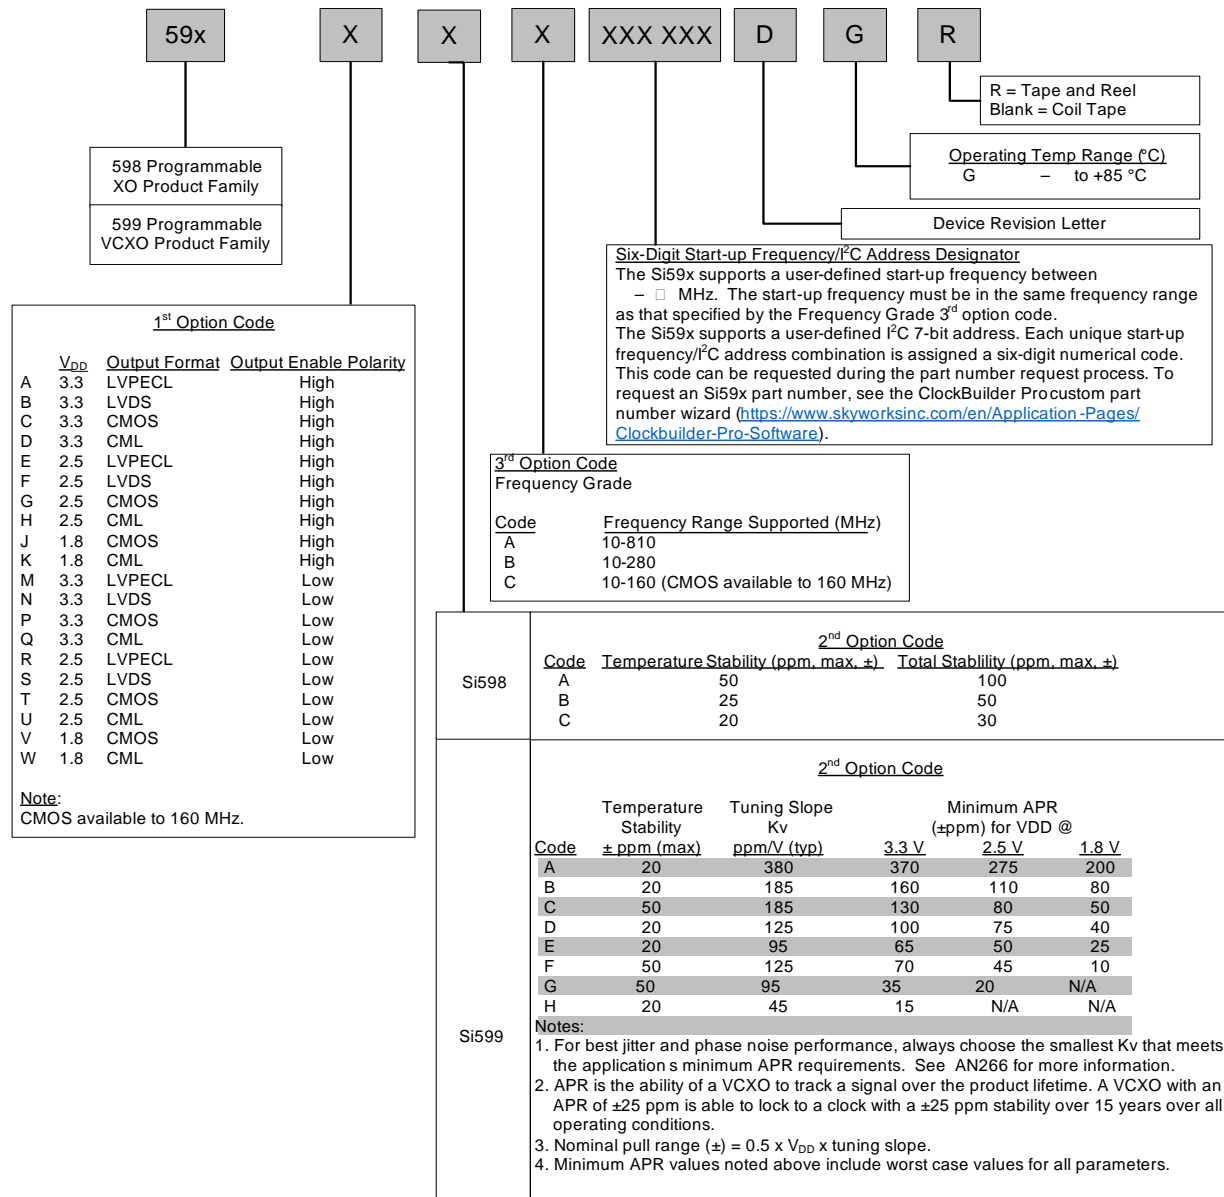 59x X X X XXX XXX D G R
R = Tape and Reel
Blank = Coil Tape
Operating Temp Range (°C)
G – to +85 °C
Device Revision Letter
598 Programmable
XO Product Family
599 Programmable
VCXO Product Family
Six-Digit Start-up Frequency/I²C Address Designator
The Si59x supports a user-defined start-up frequency between
– □ MHz. The start-up frequency must be in the same frequency range
as that specified by the Frequency Grade 3rd option code.
The Si59x supports a user-defined I²C 7-bit address. Each unique start-up
frequency/I²C address combination is assigned a six-digit numerical code.
This code can be requested during the part number request process. To
request an Si59x part number, see the ClockBuilder Procustom part
number wizard (https://www.skyworksinc.com/en/Application-Pages/
Clockbuilder-Pro-Software).
1st Option Code
VDD Output Format Output Enable Polarity
A 3.3 LVPECL High
B 3.3 LVDS High
C 3.3 CMOS High
D 3.3 CML High
E 2.5 LVPECL High
F 2.5 LVDS High
G 2.5 CMOS High
H 2.5 CML High
J 1.8 CMOS High
K 1.8 CML High
M 3.3 LVPECL Low
N 3.3 LVDS Low
P 3.3 CMOS Low
Q 3.3 CML Low
R 2.5 LVPECL Low
S 2.5 LVDS Low
T 2.5 CMOS Low
U 2.5 CML Low
V 1.8 CMOS Low
W 1.8 CML Low
Note:
CMOS available to 160 MHz.
3rd Option Code
Frequency Grade
Code Frequency Range Supported (MHz)
A 10-810
B 10-280
C 10-160 (CMOS available to 160 MHz)
Si598
2nd Option Code
Code Temperature Stability (ppm, max, ±) Total Stablility (ppm, max, ±)
A 50 100
B 25 50
C 20 30
Si599
2nd Option Code
Temperature Tuning Slope Minimum APR
Stability Kv (±ppm) for VDD @
Code ± ppm (max) ppm/V (typ) 3.3 V 2.5 V 1.8 V
A 20 380 370 275 200
B 20 185 160 110 80
C 50 185 130 80 50
D 20 125 100 75 40
E 20 95 65 50 25
F 50 125 70 45 10
G 50 95 35 20 N/A
H 20 45 15 N/A N/A
Notes:
1. For best jitter and phase noise performance, always choose the smallest Kv that meets
the application s minimum APR requirements. See AN266 for more information.
2. APR is the ability of a VCXO to track a signal over the product lifetime. A VCXO with an
APR of ±25 ppm is able to lock to a clock with a ±25 ppm stability over 15 years over all
operating conditions.
3. Nominal pull range (±) = 0.5 x VDD x tuning slope.
4. Minimum APR values noted above include worst case values for all parameters.